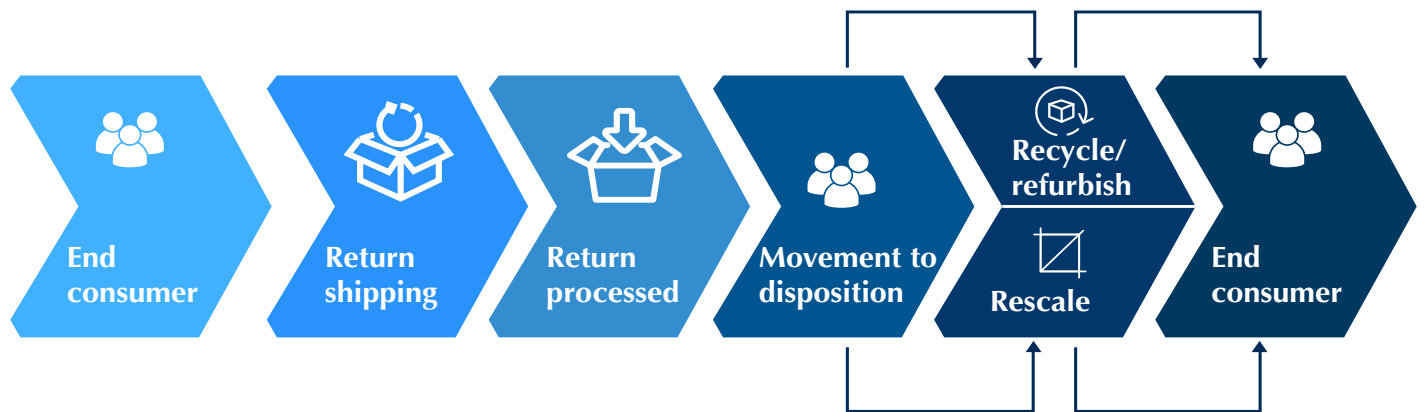 End
consumer
Return
shipping
Return
processed
Movement to
disposition
Recycle/
refurbish
Rescale
End
consumer